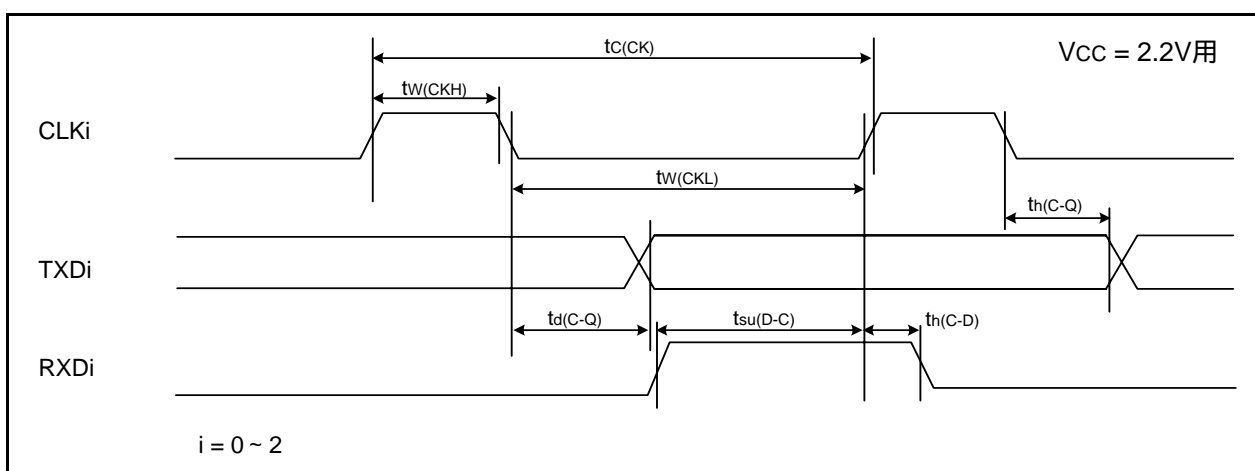 tC(CK)
VCC = 2.2V用
tW(CKH)
CLKi
tW(CKL)
th(C-Q)
TXDi
td(C-Q)
tsu(D-C)
th(C-D)
RXDi
i = 0 ~ 2